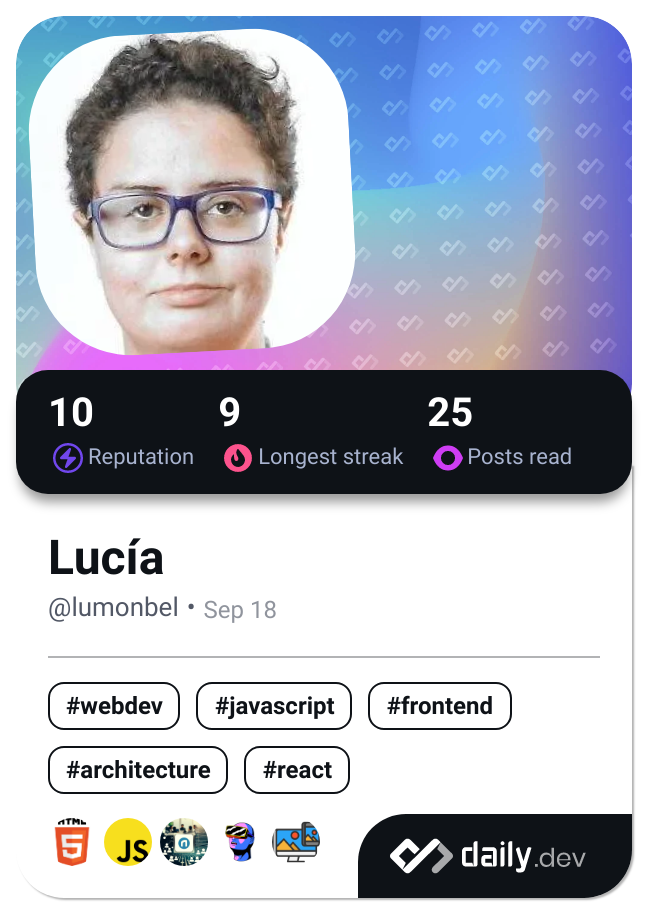 10 9 25
Reputation Longest streak Posts read
Lucía
@lumonbel • Sep 18
#webdev #javascript #frontend
#architecture #react
HTML 5 JS n
daily.dev